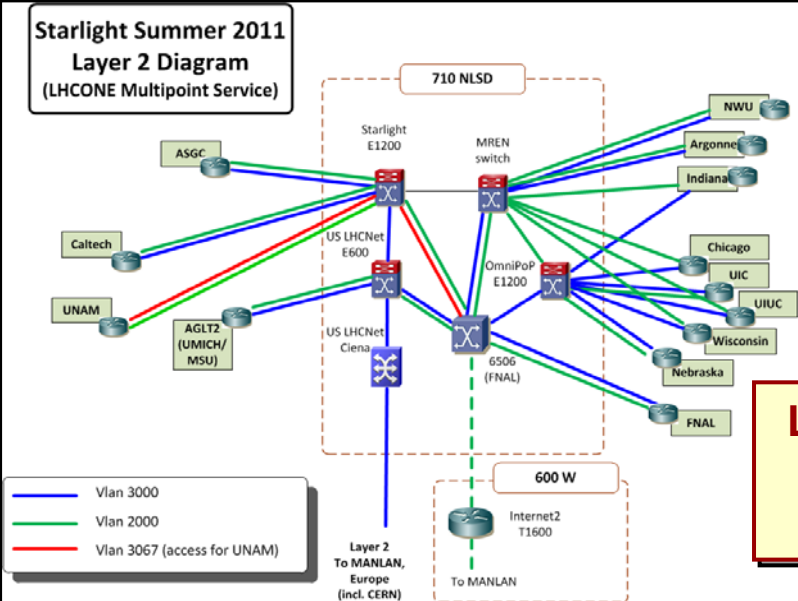 Starlight Summer 2011
Layer 2 Diagram
(LHCONE Multipoint Service)
710 NLSD
Starlight
E1200
MREN
switch
NWU
Argonne
Indiana
ASGC
Caltech
UNAM
AGLT2
(UMICH/
MSU)
US LHCNet
E600
OmniPoP
E1200
US LHCNet
Ciena
6506
(FNAL)
Chicago
UIC
UIUC
Wisconsin
Nebraska
FNAL
L
600 W
Internet2
T1600
To MANLAN
Layer 2
To MANLAN,
Europe
(incl. CERN)
Vlan 3000
Vlan 2000
Vlan 3067 (access for UNAM)